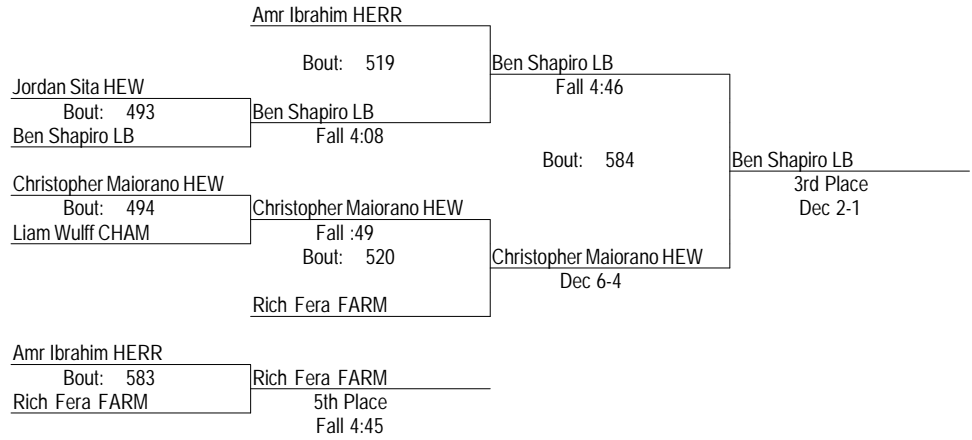 Amr Ibrahim HERR
Bout: 519
Ben Shapiro LB
Fall 4:46
Jordan Sita HEW
Bout: 493
Ben Shapiro LB
Ben Shapiro LB
Fall 4:08
Bout: 584
Ben Shapiro LB
3rd Place
Dec 2-1
Christopher Maiorano HEW
Bout: 494
Liam Wulff CHAM
Christopher Maiorano HEW
Fall :49
Bout: 520
Christopher Maiorano HEW
Dec 6-4
Rich Fera FARM
Amr Ibrahim HERR
Bout: 583
Rich Fera FARM
Rich Fera FARM
5th Place
Fall 4:45